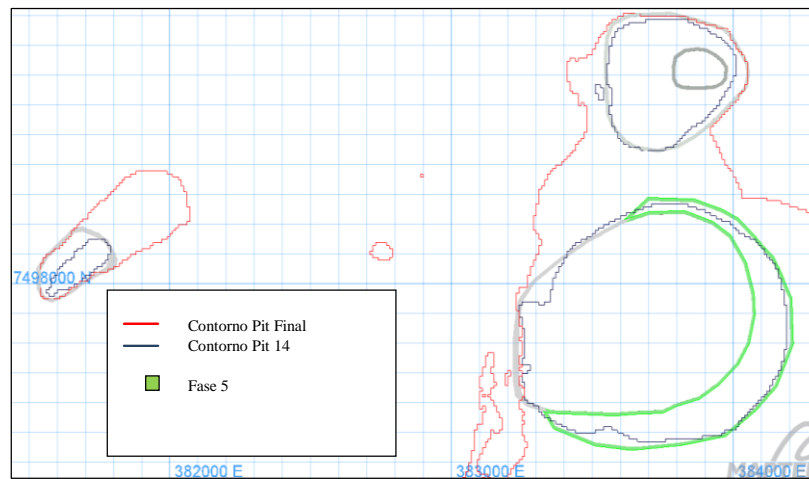 7498000 N
Contorno Pit Final
Contorno Pit 14
Fase 5
382000 E
383000 E
384000 E